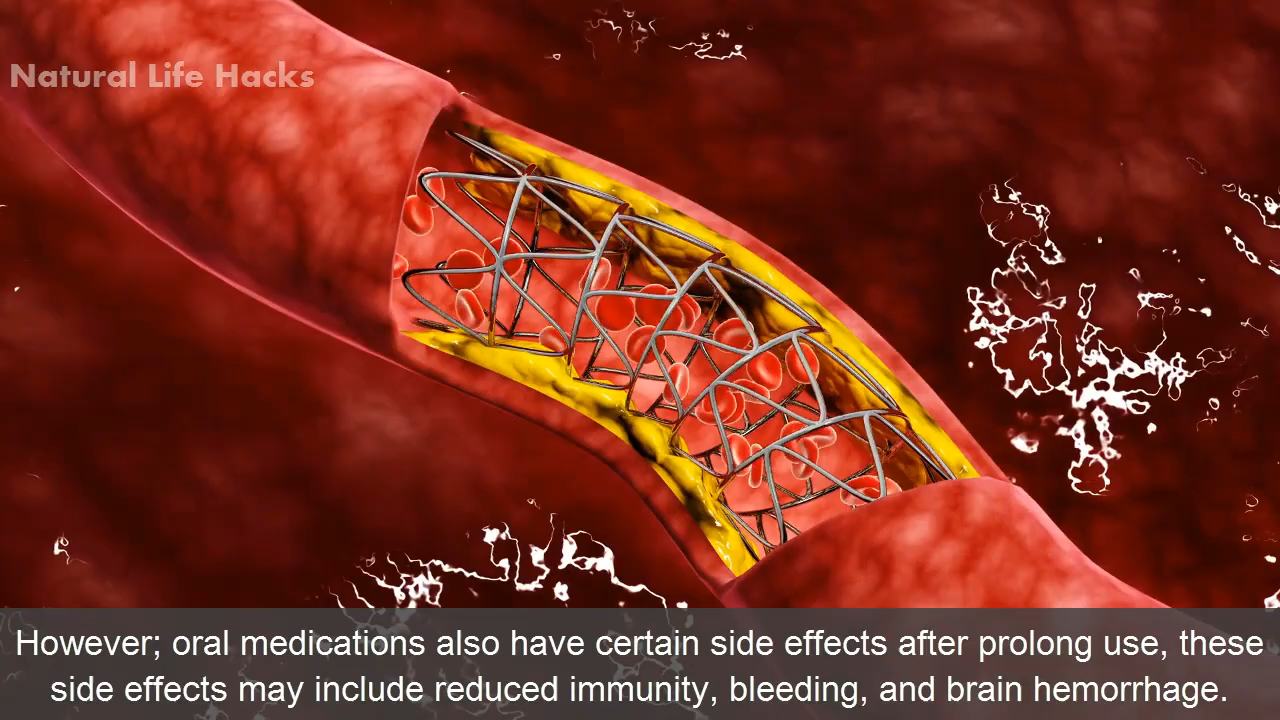 Natural Life Hacks
However; oral medications also have certain side effects after prolong use, these
side effects may include reduced immunity, bleeding, and brain hemorrhage.